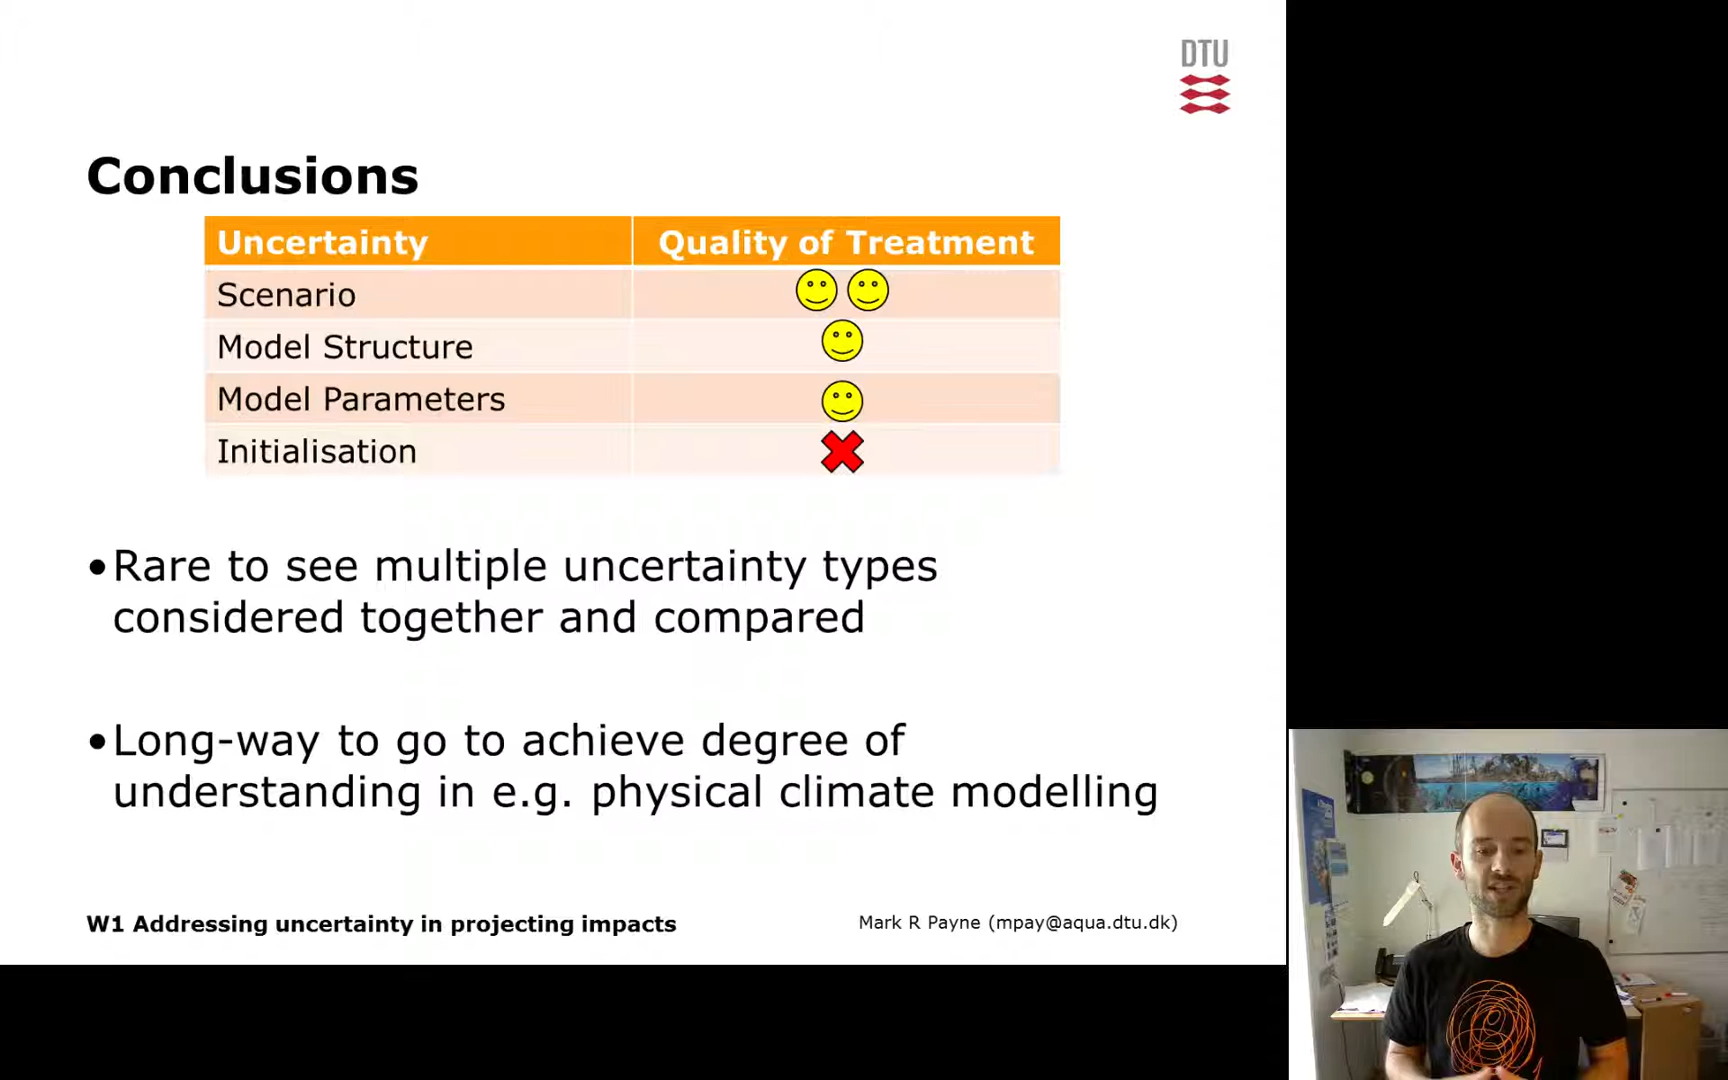 DTU
Conclusions
Uncertainty Quality of Treatment
Scenario
Model Structure
Model Parameters
Initialisation
•Rare to see multiple uncertainty types
considered together and compared
•Long-way to go to achieve degree of
understanding in e.g. physical climate modelling
W1 Addressing uncertainty in projecting impacts Mark R Payne (mpay@aqua.dtu.dk)